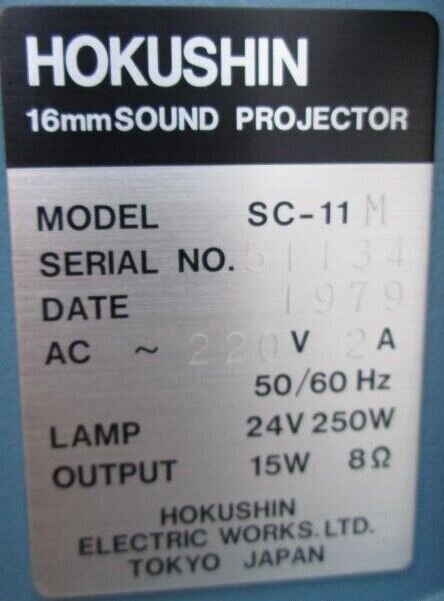 HOKUSHIN
16mm SOUND PROJECTOR
MODEL SC-11 M
SERIAL NO. 51134
DATE 1979
AC ~ 220 V 2 A
50/60 Hz
LAMP 24V 250W
OUTPUT 15W 8Ω
HOKUSHIN
ELECTRIC WORKS. LTD.
TOKYO JAPAN